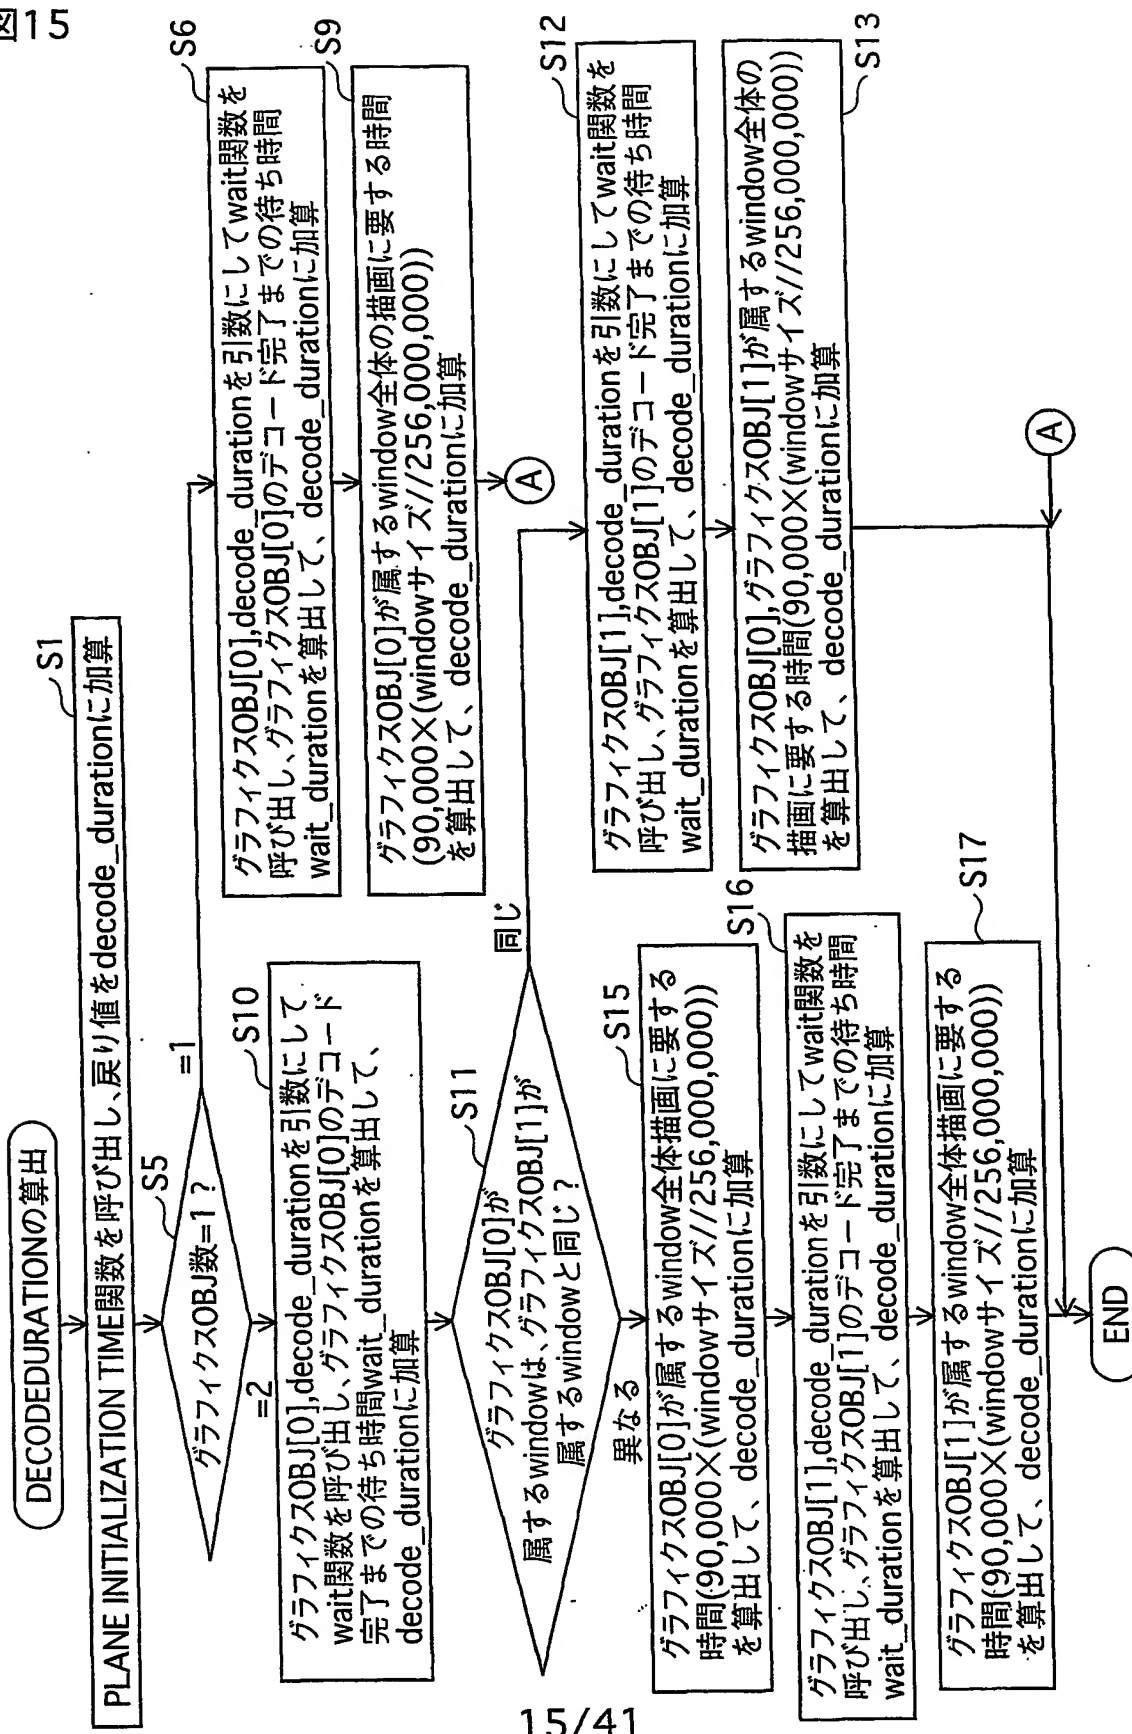 図15
DECODEDURATIONの算出
S1
PLANE INITIALIZATION TIME関数を呼び出し、戻り値をdecode_durationに加算
S5
グラフィクスOBJ数=1?
=1
=2
S6
グラフィクスOBJ[0],decode_durationを引数にしてwait関数を
呼び出し、グラフィクスOBJ[0]のデコード完了までの待ち時間
wait_durationを算出して、decode_durationに加算
S9
グラフィクスOBJ[0]が属するwindow全体の描画に要する時間
(90,000×(windowサイズ//256,000,000))
を算出して、decode_durationに加算
A
S10
グラフィクスOBJ[0],decode_durationを引数にして
wait関数を呼び出し、グラフィクスOBJ[0]のデコード
完了までの待ち時間wait_durationを算出して、
decode_durationに加算
S11
グラフィクスOBJ[0]が
属するwindowは、グラフィクスOBJ[1]が
属するwindowと同じ?
同じ
異なる
S12
グラフィクスOBJ[1],decode_durationを引数にしてwait関数を
呼び出し、グラフィクスOBJ[1]のデコード完了までの待ち時間
wait_durationを算出して、decode_durationに加算
S13
グラフィクスOBJ[0],グラフィクスOBJ[1]が属するwindow全体の
描画に要する時間(90,000×(windowサイズ//256,000,000))
を算出して、decode_durationに加算
S15
グラフィクスOBJ[0]が属するwindow全体描画に要する
時間(90,000×(windowサイズ//256,000,000))
を算出して、decode_durationに加算
S16
グラフィクスOBJ[1],decode_durationを引数にしてwait関数を
呼び出し、グラフィクスOBJ[1]のデコード完了までの待ち時間
wait_durationを算出して、decode_durationに加算
S17
グラフィクスOBJ[1]が属するwindow全体描画に要する
時間(90,000×(windowサイズ//256,000,000))
を算出して、decode_durationに加算
A
END
15/41